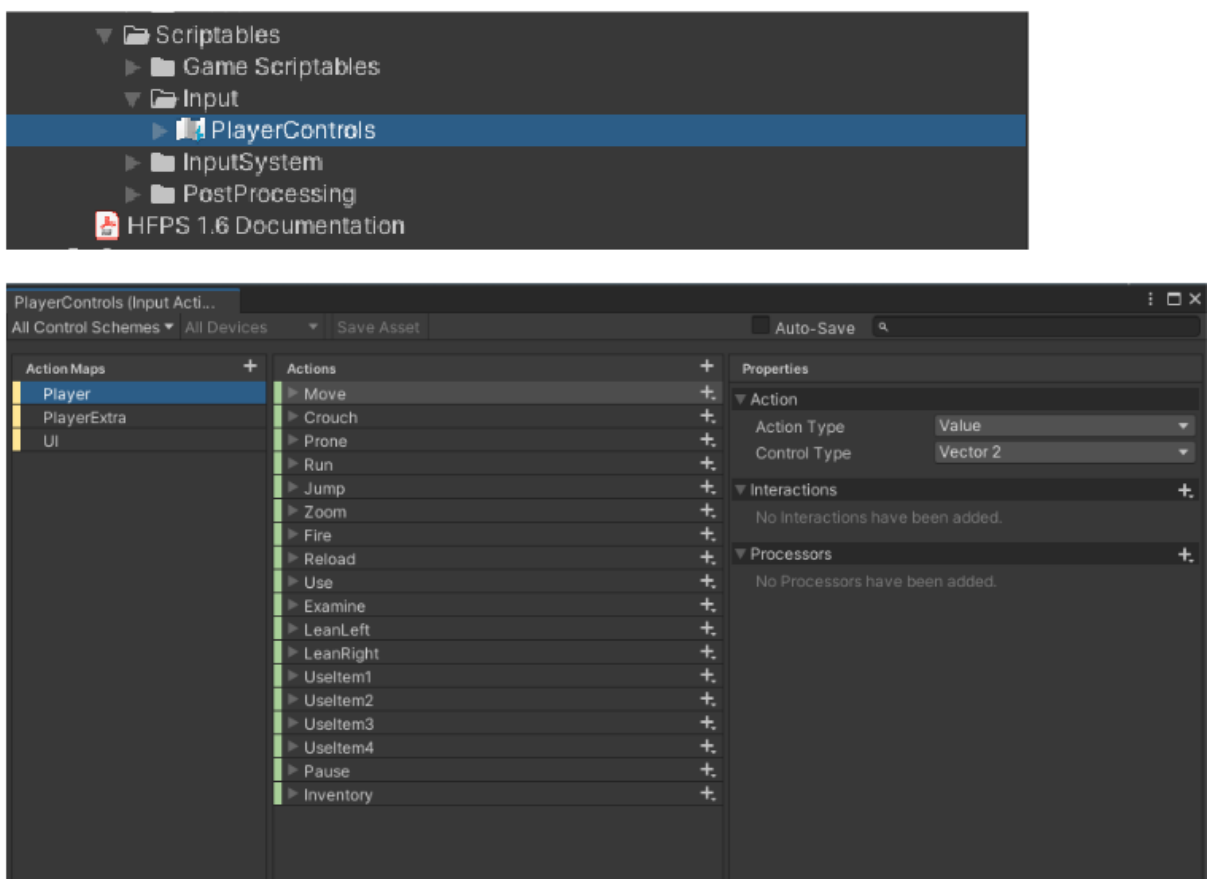 Scriptables
Game Scriptables
Input
PlayerControls
InputSystem
PostProcessing
HFPS 1.6 Documentation
PlayerControls (Input Acti...
All Control Schemes All Devices Save Asset Auto-Save
Action Maps Actions Properties
Player Move Action
PlayerExtra Crouch Action Type Value
UI Prone Control Type Vector 2
Run
Jump Interactions
Zoom No Interactions have been added.
Fire
Reload Processors
Use No Processors have been added.
Examine
LeanLeft
LeanRight
UseItem1
UseItem2
UseItem3
UseItem4
Pause
Inventory